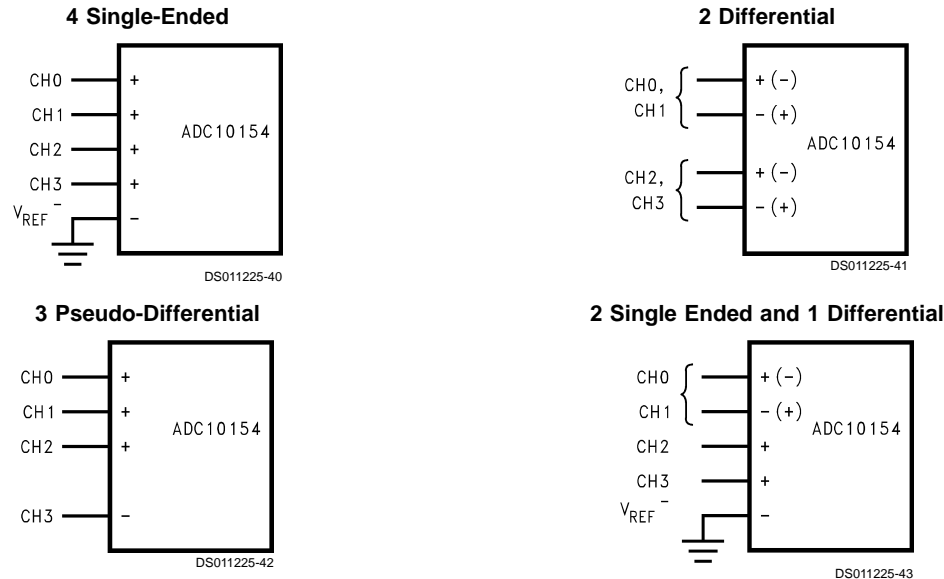 4 Single-Ended
CH0 +
CH1 +
ADC10154
CH2 +
CH3 +
VREF− −
DS011225-40
2 Differential
CH0, + (−)
CH1 − (+)
ADC10154
CH2, + (−)
CH3 − (+)
DS011225-41
3 Pseudo-Differential
CH0 +
CH1 +
ADC10154
CH2 +
CH3 −
DS011225-42
2 Single Ended and 1 Differential
CH0 + (−)
CH1 − (+)
ADC10154
CH2 +
CH3 +
VREF− −
DS011225-43